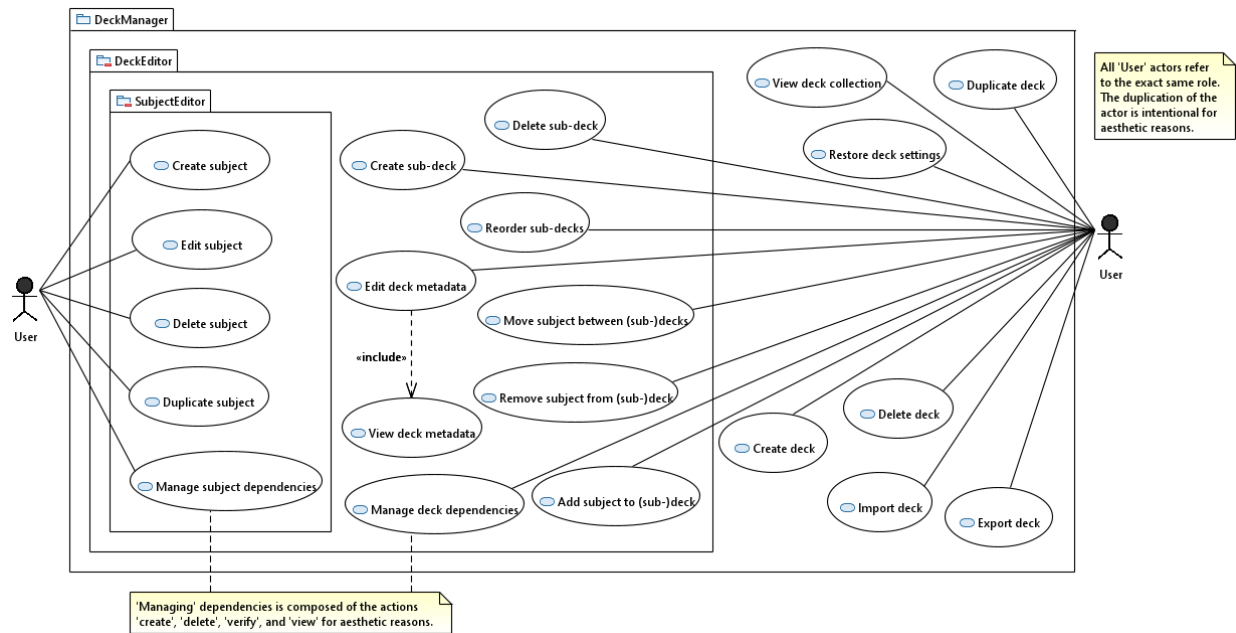 DeckManager
DeckEditor
SubjectEditor
Create subject
Edit subject
Delete subject
Duplicate subject
Manage subject dependencies
User
Delete sub-deck
Create sub-deck
Reorder sub-decks
Edit deck metadata
Move subject between (sub-)decks
«include»
Remove subject from (sub-)deck
View deck metadata
Manage deck dependencies
Add subject to (sub-)deck
View deck collection
Duplicate deck
Restore deck settings
Delete deck
Create deck
Import deck
Export deck
User
All 'User' actors refer
to the exact same role.
The duplication of the
actor is intentional for
aesthetic reasons.
'Managing' dependencies is composed of the actions
'create', 'delete', 'verify', and 'view' for aesthetic reasons.